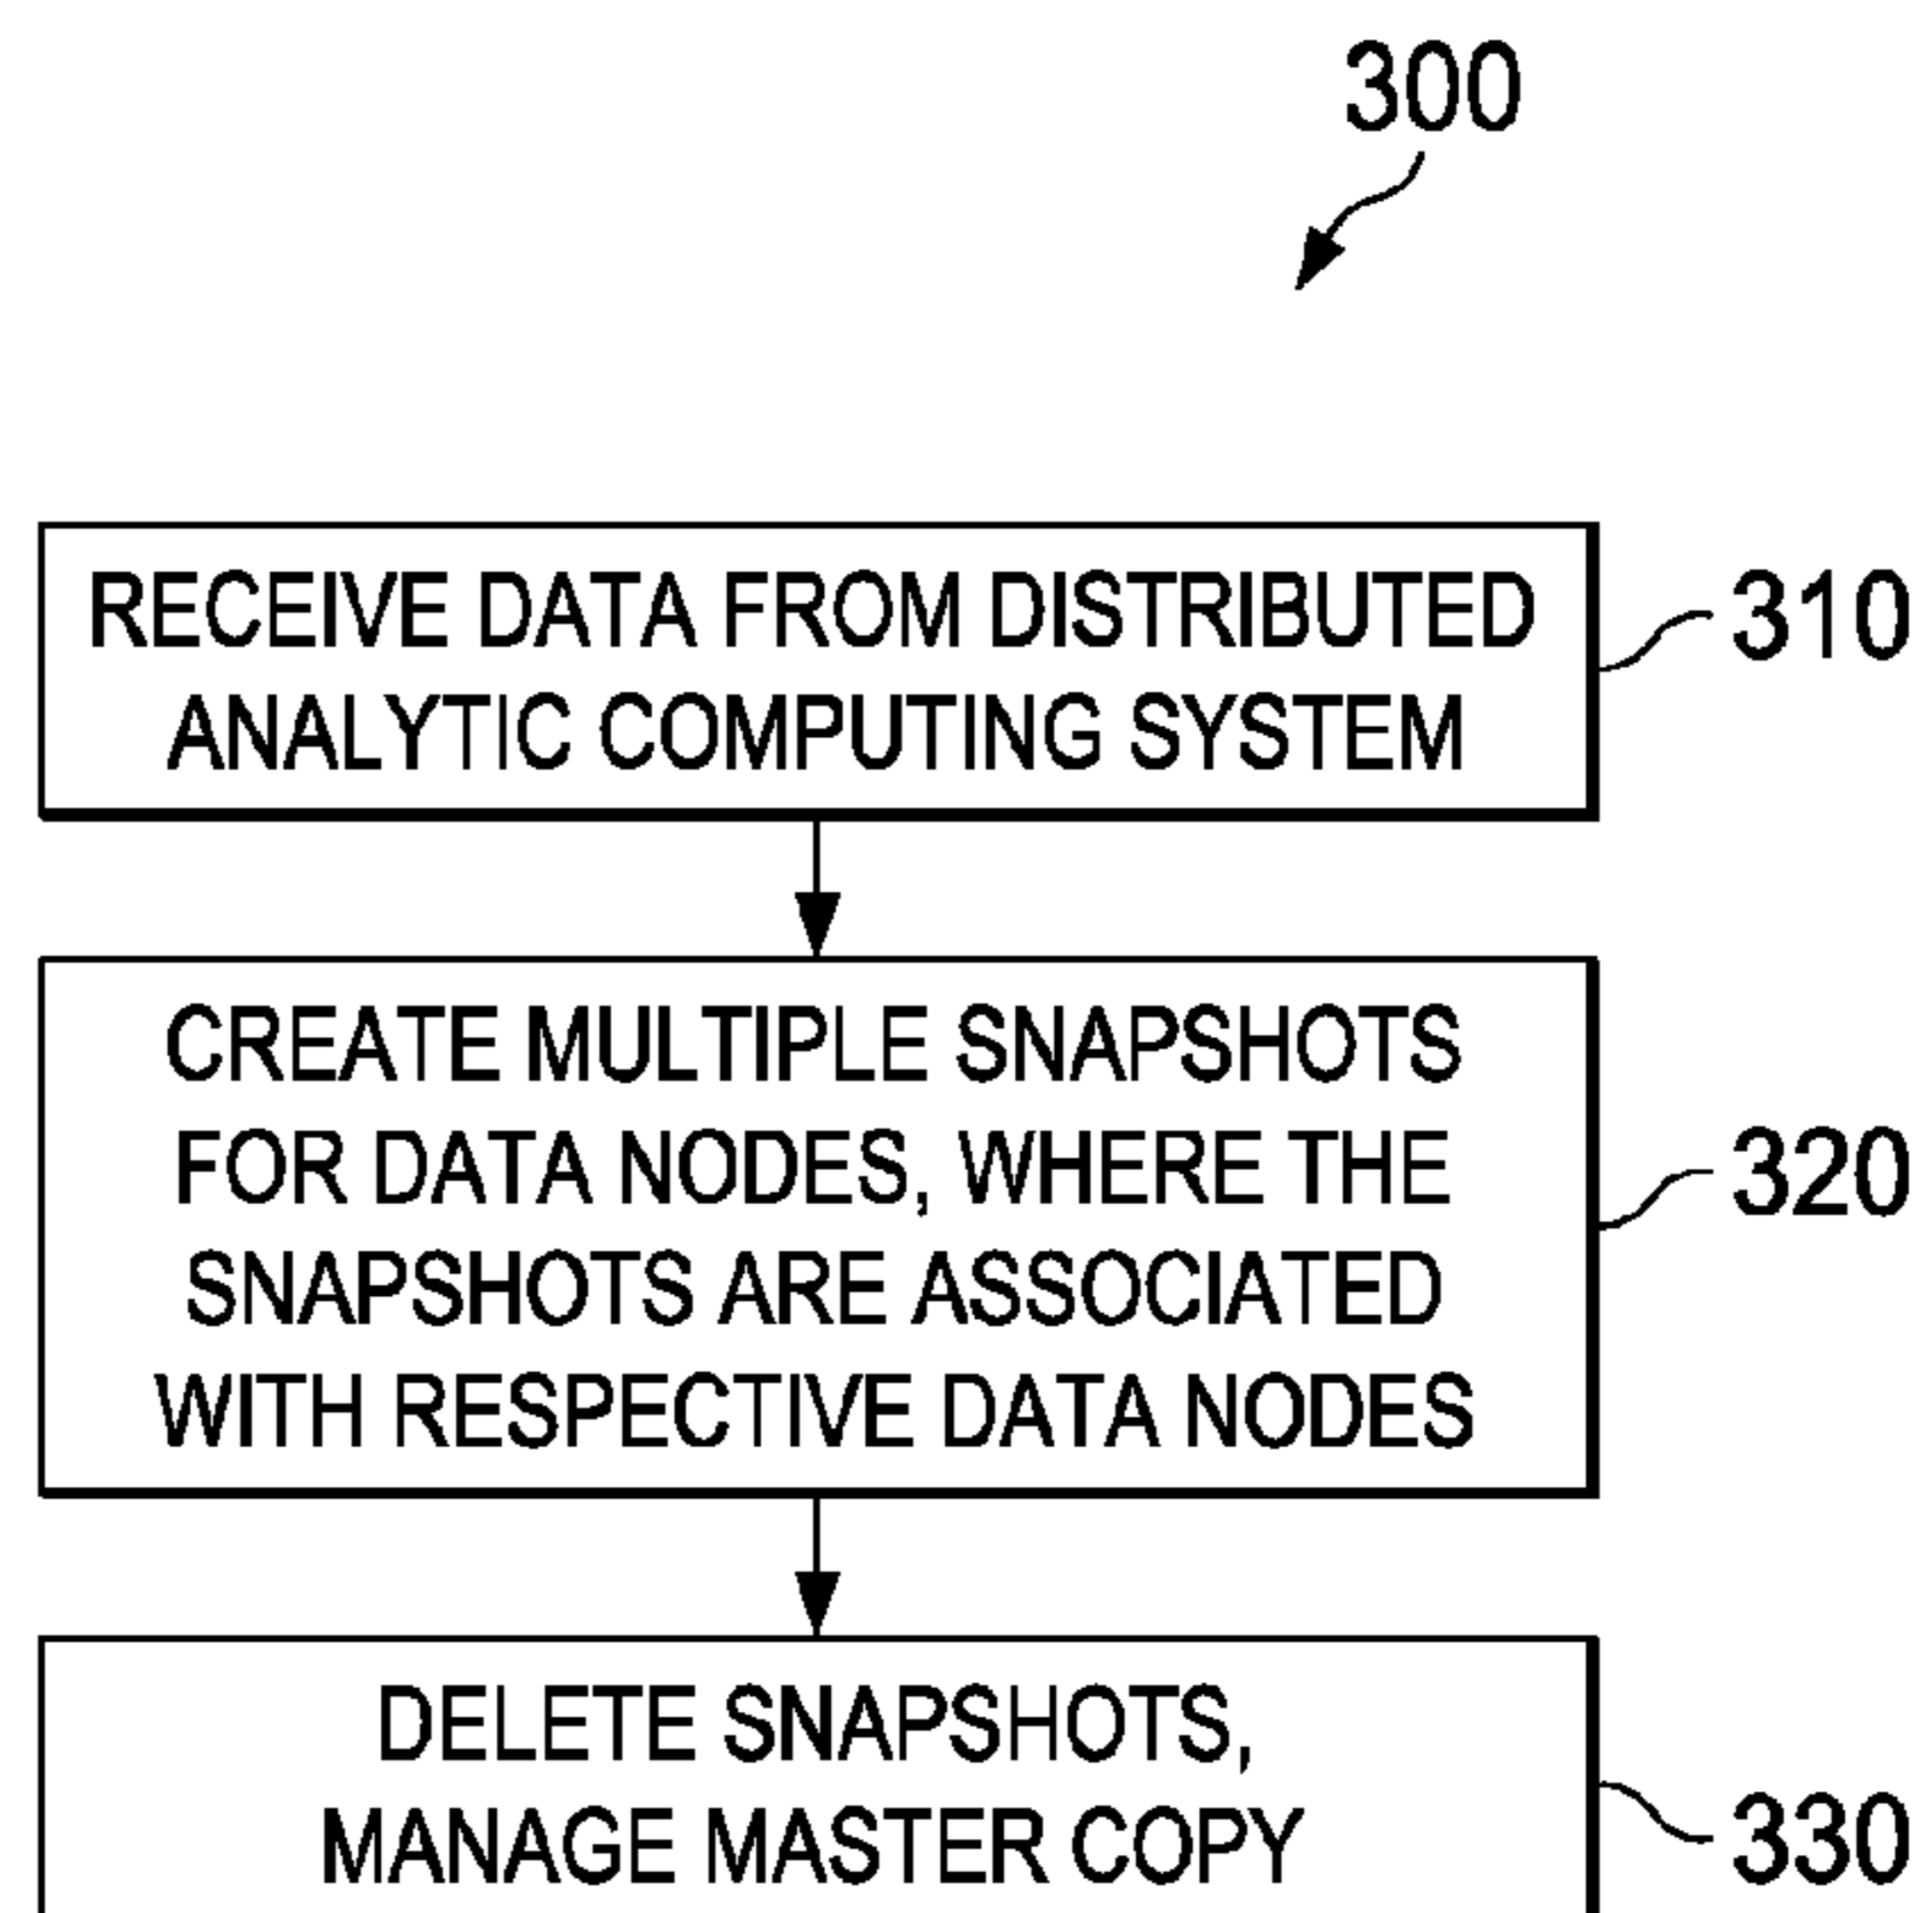 300
RECEIVE DATA FROM DISTRIBUTED
ANALYTIC COMPUTING SYSTEM
310
CREATE MULTIPLE SNAPSHOTS
FOR DATA NODES, WHERE THE
SNAPSHOTS ARE ASSOCIATED
WITH RESPECTIVE DATA NODES
320
DELETE SNAPSHOTS,
MANAGE MASTER COPY
330